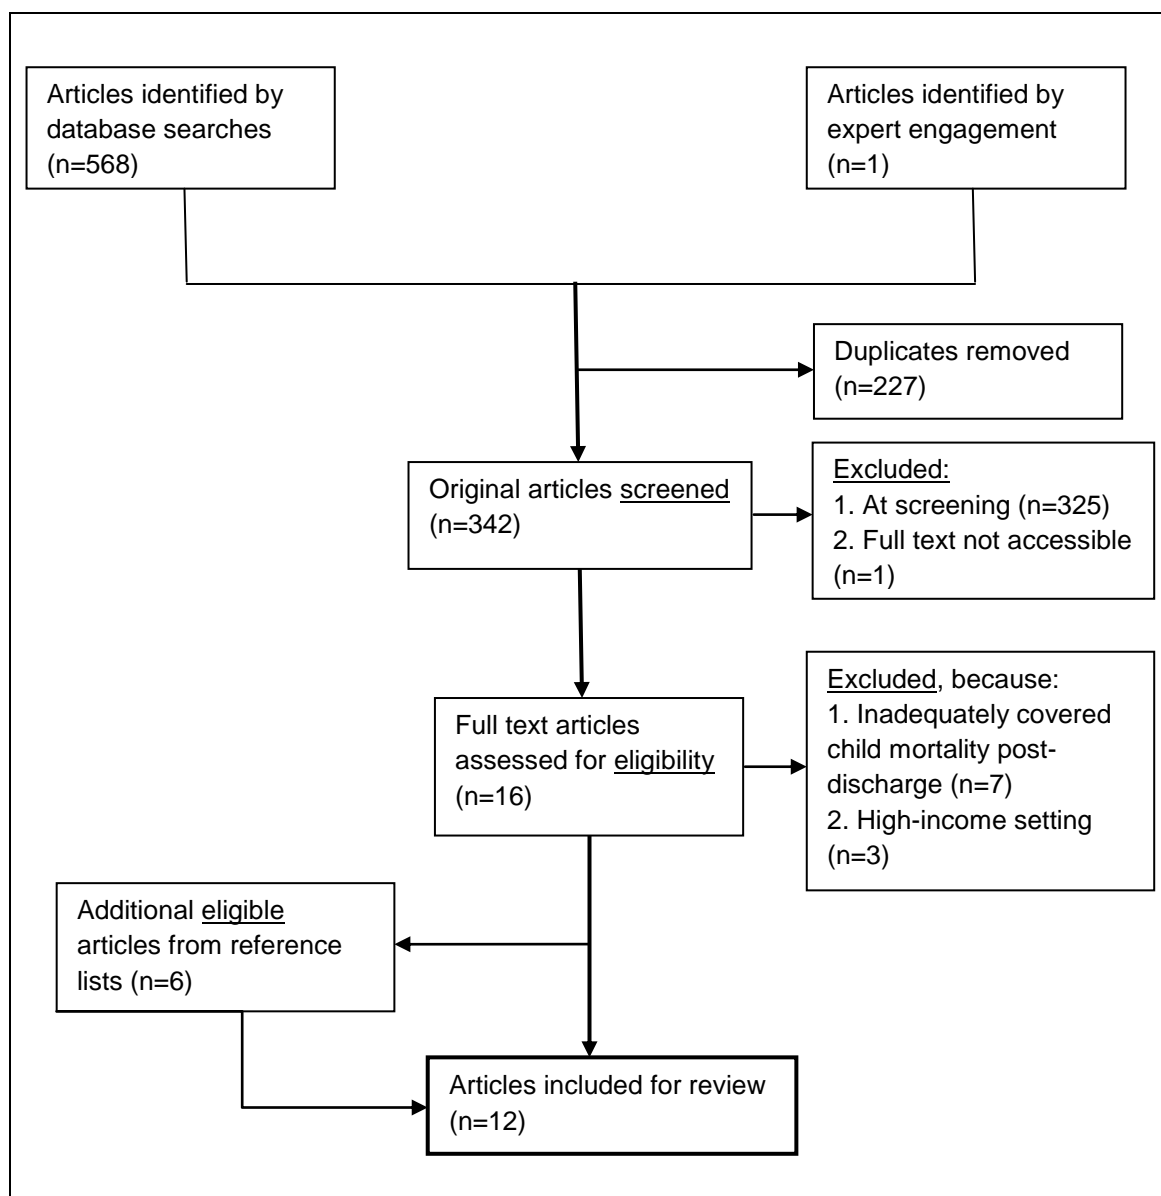 Articles identified by
database searches
(n=568)
Articles identified by
expert engagement
(n=1)
Duplicates removed
(n=227)
Original articles screened
(n=342)
Excluded:
1. At screening (n=325)
2. Full text not accessible
(n=1)
Full text articles
assessed for eligibility
(n=16)
Excluded, because:
1. Inadequately covered
child mortality post-
discharge (n=7)
2. High-income setting
(n=3)
Additional eligible
articles from reference
lists (n=6)
Articles included for review
(n=12)